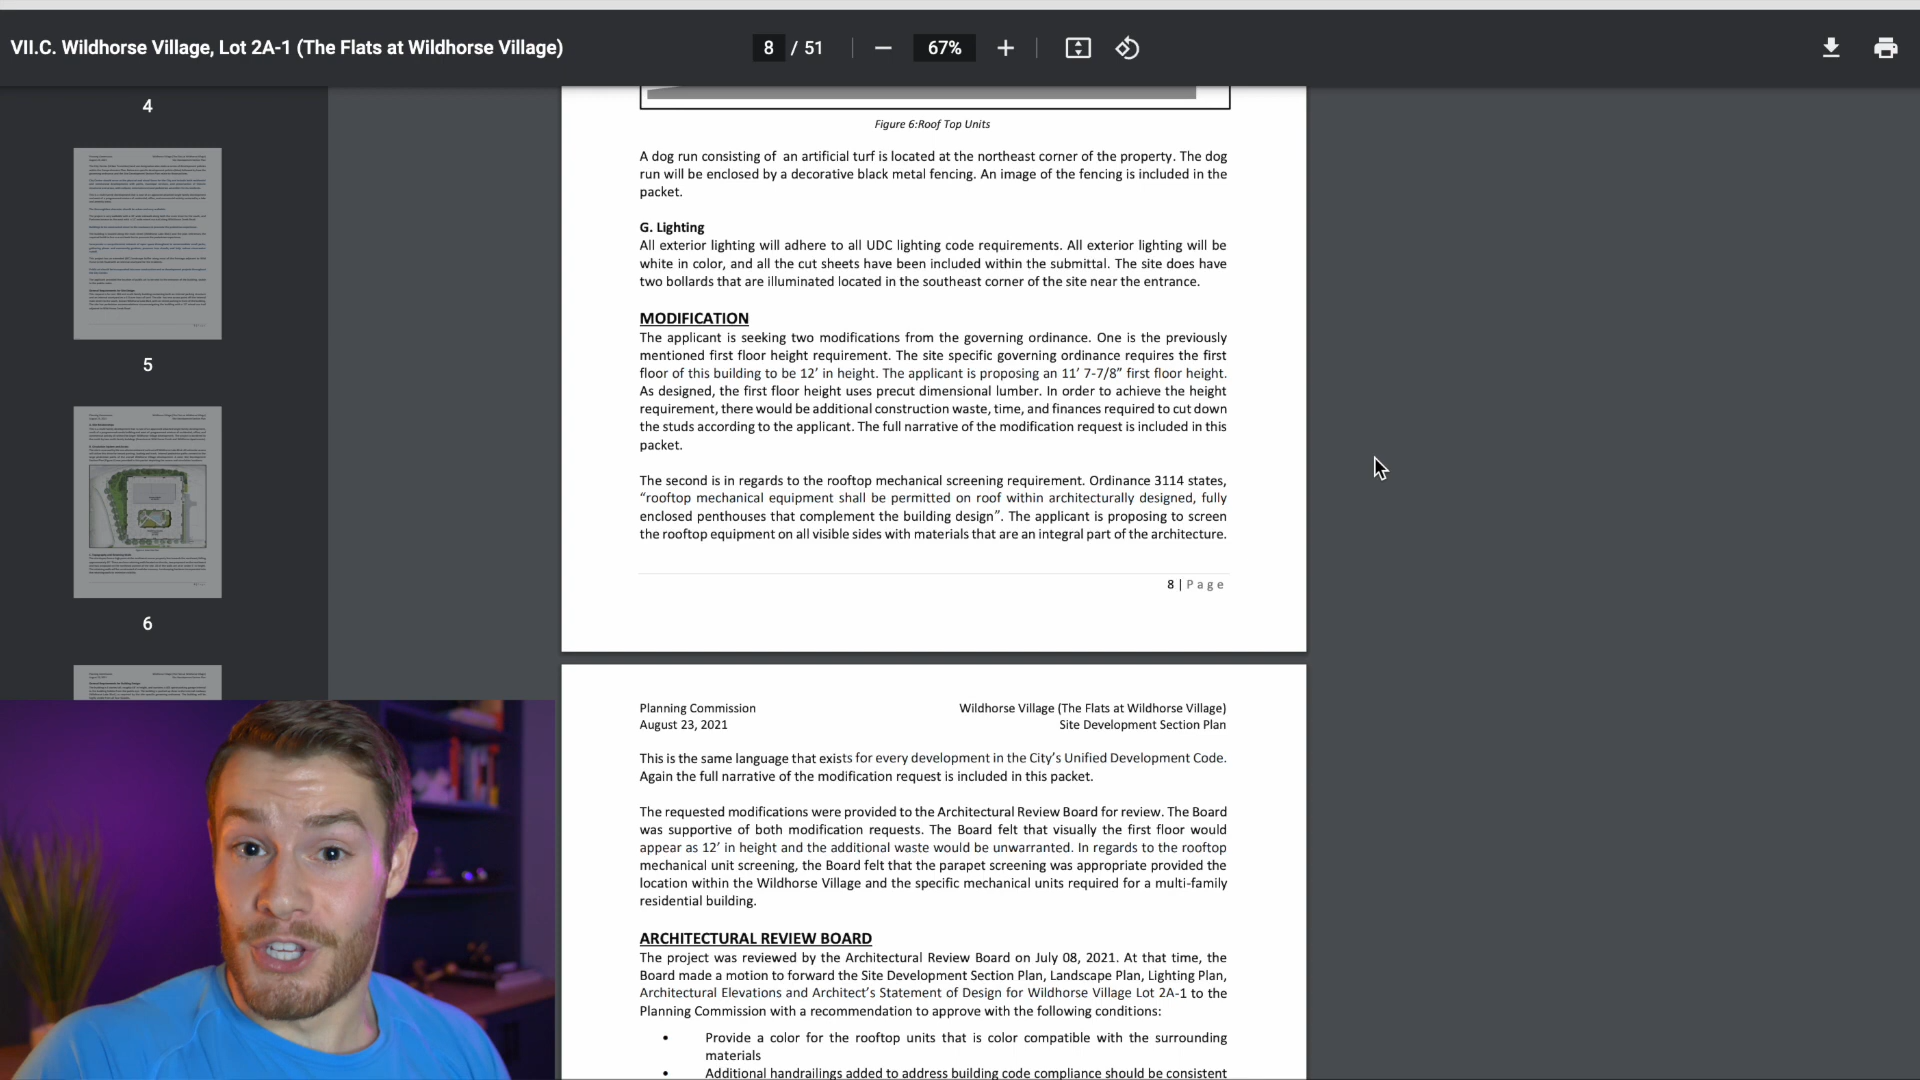 VII.C. Wildhorse Village, Lot 2A-1 (The Flats at Wildhorse Village)
8 / 51
67%
4
5
6
Figure 6:Roof Top Units
A dog run consisting of an artificial turf is located at the northeast corner of the property. The dog
run will be enclosed by a decorative black metal fencing. An image of the fencing is included in the
packet.
G. Lighting
All exterior lighting will adhere to all UDC lighting code requirements. All exterior lighting will be
white in color, and all the cut sheets have been included within the submittal. The site does have
two bollards that are illuminated located in the southeast corner of the site near the entrance.
MODIFICATION
The applicant is seeking two modifications from the governing ordinance. One is the previously
mentioned first floor height requirement. The site specific governing ordinance requires the first
floor of this building to be 12’ in height. The applicant is proposing an 11’ 7-7/8” first floor height.
As designed, the first floor height uses precut dimensional lumber. In order to achieve the height
requirement, there would be additional construction waste, time, and finances required to cut down
the studs according to the applicant. The full narrative of the modification request is included in this
packet.
The second is in regards to the rooftop mechanical screening requirement. Ordinance 3114 states,
“rooftop mechanical equipment shall be permitted on roof within architecturally designed, fully
enclosed penthouses that complement the building design”. The applicant is proposing to screen
the rooftop equipment on all visible sides with materials that are an integral part of the architecture.
8 | Page
Planning Commission
August 23, 2021
Wildhorse Village (The Flats at Wildhorse Village)
Site Development Section Plan
This is the same language that exists for every development in the City’s Unified Development Code.
Again the full narrative of the modification request is included in this packet.
The requested modifications were provided to the Architectural Review Board for review. The Board
was supportive of both modification requests. The Board felt that visually the first floor would
appear as 12’ in height and the additional waste would be unwarranted. In regards to the rooftop
mechanical unit screening, the Board felt that the parapet screening was appropriate provided the
location within the Wildhorse Village and the specific mechanical units required for a multi-family
residential building.
ARCHITECTURAL REVIEW BOARD
The project was reviewed by the Architectural Review Board on July 08, 2021. At that time, the
Board made a motion to forward the Site Development Section Plan, Landscape Plan, Lighting Plan,
Architectural Elevations and Architect’s Statement of Design for Wildhorse Village Lot 2A-1 to the
Planning Commission with a recommendation to approve with the following conditions:
• Provide a color for the rooftop units that is color compatible with the surrounding
materials
• Additional handrailings added to address building code compliance should be consistent